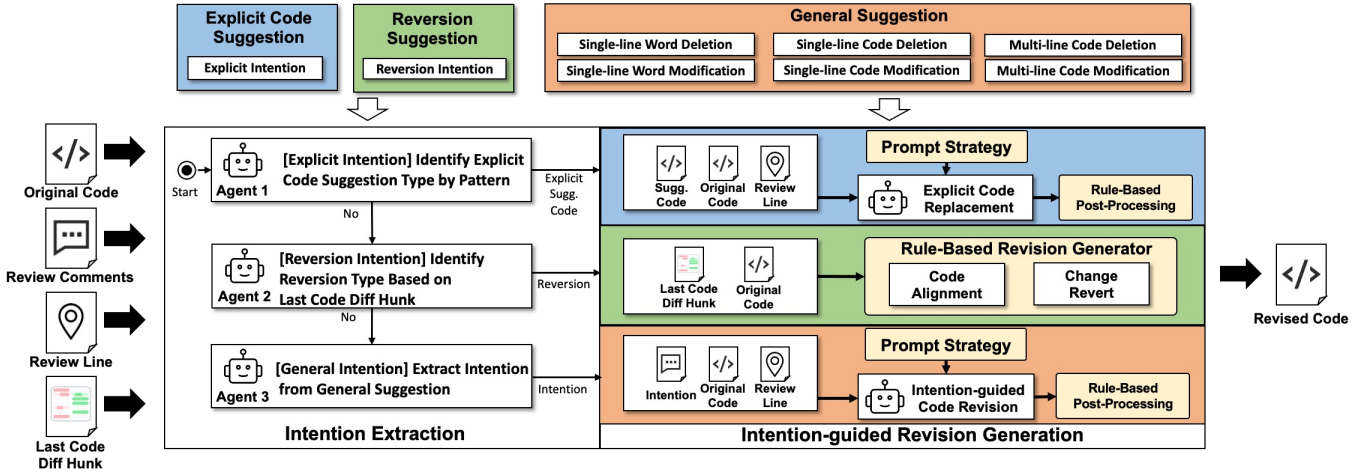 Explicit Code
Suggestion
Explicit Intention
Reversion
Suggestion
Reversion Intention
General Suggestion
Single-line Word Deletion
Single-line Code Deletion
Multi-line Code Deletion
Single-line Word Modification
Single-line Code Modification
Multi-line Code Modification
Original Code
Review Comments
Review Line
Last Code
Diff Hunk
Start
Agent 1
[Explicit Intention] Identify Explicit
Code Suggestion Type by Pattern
Explicit
Sugg.
Code
No
Agent 2
[Reversion Intention] Identify
Reversion Type Based on
Last Code Diff Hunk
Reversion
No
Agent 3
[General Intention] Extract Intention
from General Suggestion
Intention
Intention Extraction
Sugg.
Code
Original
Code
Review
Line
Prompt Strategy
Explicit Code
Replacement
Rule-Based
Post-Processing
Last Code
Diff Hunk
Original
Code
Rule-Based Revision Generator
Code
Alignment
Change
Revert
Intention
Original
Code
Review
Line
Prompt Strategy
Intention-guided
Code Revision
Rule-Based
Post-Processing
Intention-guided Revision Generation
Revised Code